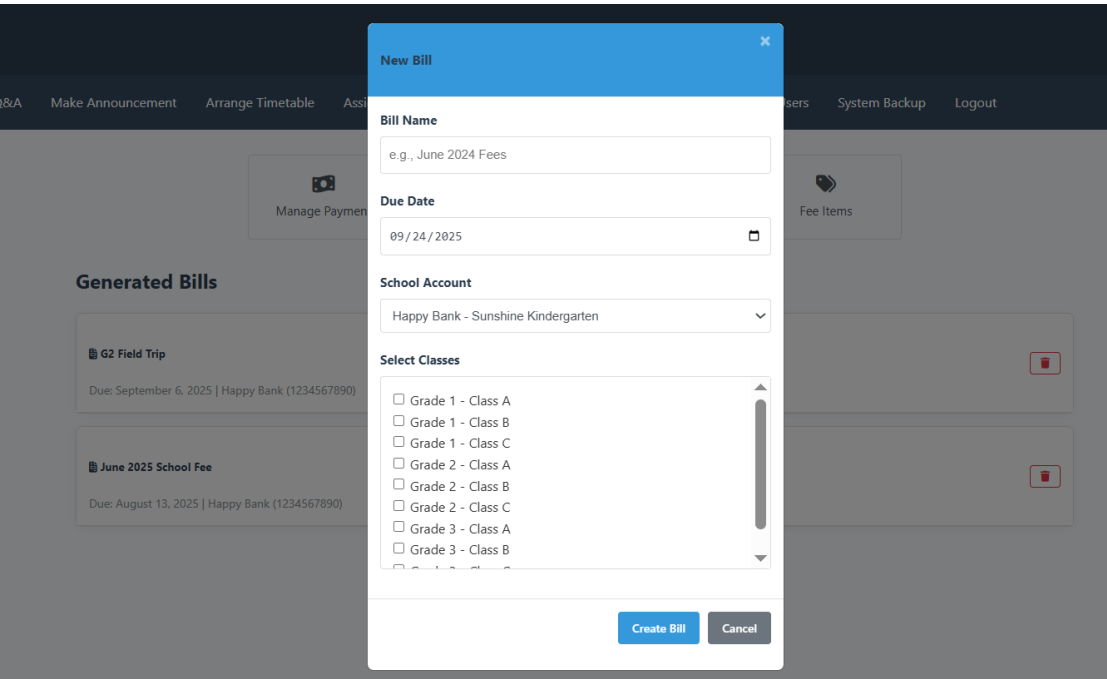 New Bill
×
Q&A Make Announcement Arrange Timetable Assi
sers System Backup Logout
Bill Name
e.g., June 2024 Fees
Manage Paymen
Fee Items
Due Date
09/24/2025
School Account
Happy Bank - Sunshine Kindergarten
Generated Bills
G2 Field Trip
Due: September 6, 2025 | Happy Bank (1234567890)
June 2025 School Fee
Due: August 13, 2025 | Happy Bank (1234567890)
Select Classes
Grade 1 - Class A
Grade 1 - Class B
Grade 1 - Class C
Grade 2 - Class A
Grade 2 - Class B
Grade 2 - Class C
Grade 3 - Class A
Grade 3 - Class B
Create Bill Cancel